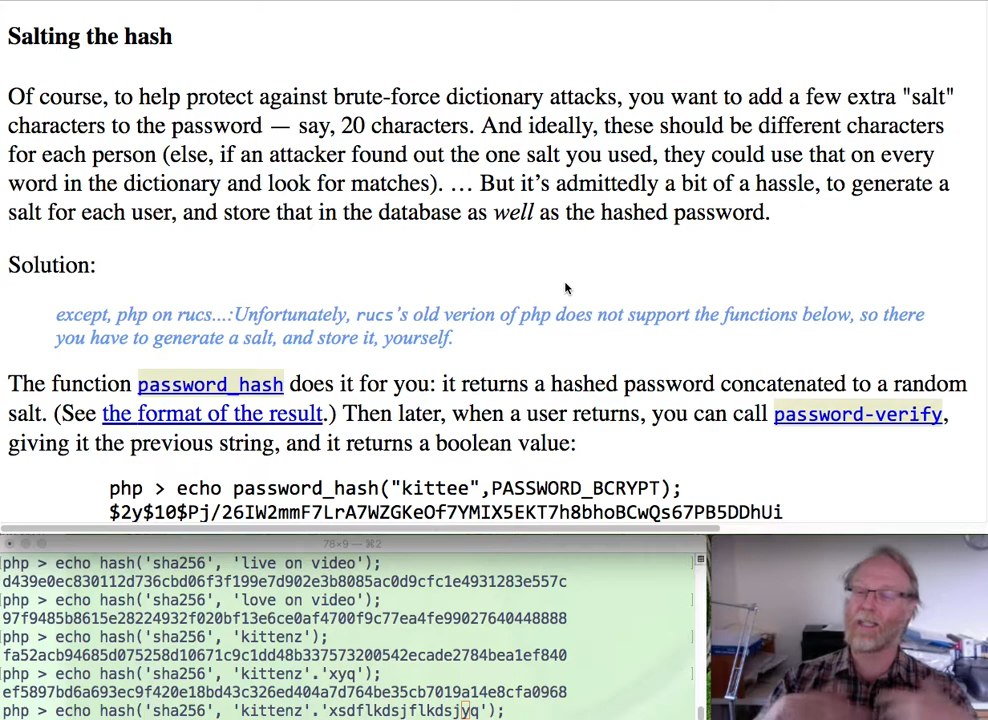 Salting the hash
Of course, to help protect against brute-force dictionary attacks, you want to add a few extra "salt"
characters to the password — say, 20 characters. And ideally, these should be different characters
for each person (else, if an attacker found out the one salt you used, they could use that on every
word in the dictionary and look for matches). … But it’s admittedly a bit of a hassle, to generate a
salt for each user, and store that in the database as well as the hashed password.
Solution:
except, php on rucs...:Unfortunately, rucs’s old verion of php does not support the functions below, so there
you have to generate a salt, and store it, yourself.
The function password_hash does it for you: it returns a hashed password concatenated to a random
salt. (See the format of the result.) Then later, when a user returns, you can call password-verify,
giving it the previous string, and it returns a boolean value:
php > echo password_hash("kittee",PASSWORD_BCRYPT);
$2y$10$Pj/26IW2mmF7LrA7WZGKeOf7YMIX5EKT7h8bhoBCwQs67PB5DDhUi
78×9 — ⌘2
php > echo hash('sha256', 'live on video');
d439e0ec830112d736cbd06f3f199e7d902e3b8085ac0d9cfc1e4931283e557c
php > echo hash('sha256', 'love on video');
97f9485b8615e28224932f020bf13e6ce0af4700f9c77ea4fe99027640448888
php > echo hash('sha256', 'kittenz');
fa52acb94685d075258d10671c9c1dd48b337573200542ecade2784bea1ef840
php > echo hash('sha256', 'kittenz'.'xyq');
ef5897bd6a693ec9f420e18bd43c326ed404a7d764be35cb7019a14e8cfa0968
php > echo hash('sha256', 'kittenz'.'xsdflkdsjflkdsjyq');